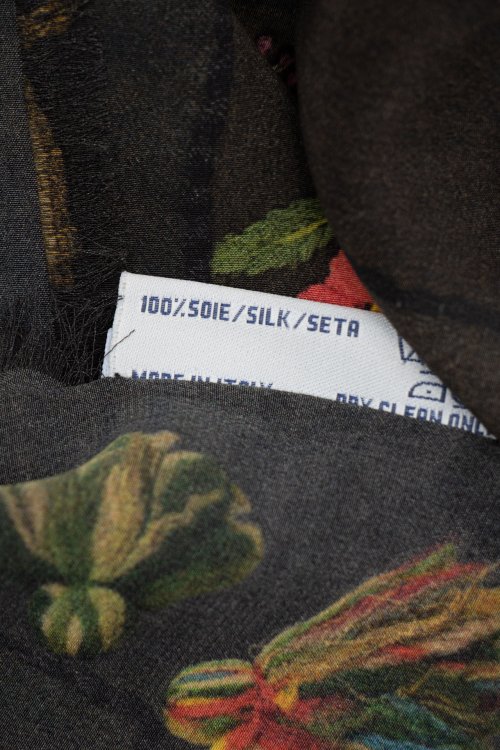 100%SOIE/SILK/SETA
MADE IN ITALY
DRY CLEAN ONLY